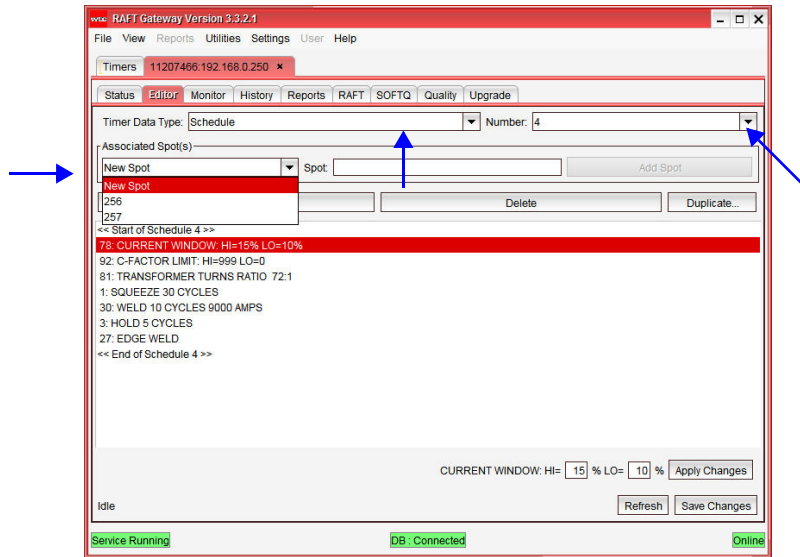 WTC RAFT Gateway Version 3.3.2.1
File View Reports Utilities Settings User Help
Timers 11207466:192.168.0.250 ×
Status Editor Monitor History Reports RAFT SOFTQ Quality Upgrade
Timer Data Type: Schedule Number: 4
Associated Spot(s)
New Spot Spot: Add Spot
New Spot
256
257
Delete Duplicate...
<< Start of Schedule 4 >>
78: CURRENT WINDOW: HI=15% LO=10%
92: C-FACTOR LIMIT: HI=999 LO=0
81: TRANSFORMER TURNS RATIO 72:1
1: SQUEEZE 30 CYCLES
30: WELD 10 CYCLES 9000 AMPS
3: HOLD 5 CYCLES
27: EDGE WELD
<< End of Schedule 4 >>
CURRENT WINDOW: HI= 15 % LO= 10 % Apply Changes
Idle Refresh Save Changes
Service Running DB : Connected Online